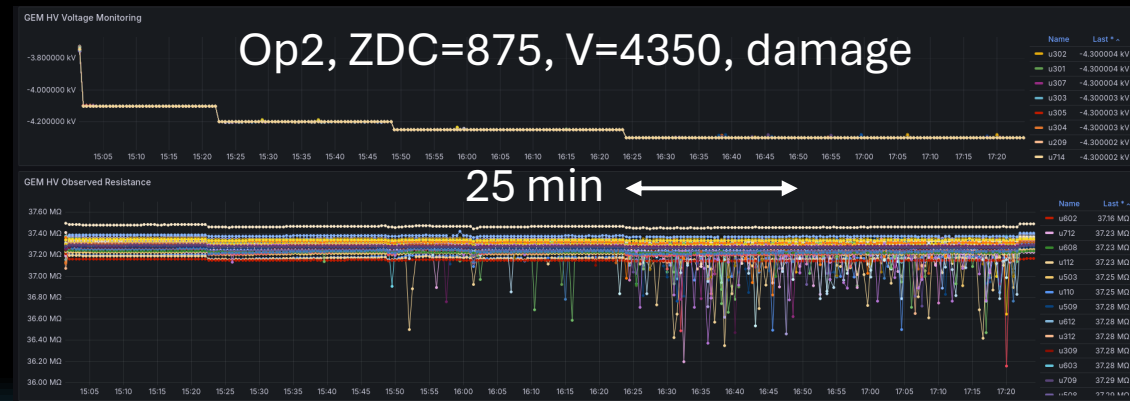 GEM HV Voltage Monitoring
Op2, ZDC=875, V=4350, damage
-3.800000 kV
-4.000000 kV
-4.200000 kV
15:05 15:10 15:15 15:20 15:25 15:30 15:35 15:40 15:45 15:50 15:55 16:00 16:05 16:10 16:15 16:20 16:25 16:30 16:35 16:40 16:45 16:50 16:55 17:00 17:05 17:10 17:15 17:20
Name Last *
u302 -4.300004 kV
u301 -4.300004 kV
u307 -4.300004 kV
u303 -4.300003 kV
u305 -4.300003 kV
u304 -4.300003 kV
u209 -4.300002 kV
u714 -4.300002 kV
GEM HV Observed Resistance
25 min
37.60 MΩ
37.40 MΩ
37.20 MΩ
37.00 MΩ
36.80 MΩ
36.60 MΩ
36.40 MΩ
36.20 MΩ
36.00 MΩ
15:05 15:10 15:15 15:20 15:25 15:30 15:35 15:40 15:45 15:50 15:55 16:00 16:05 16:10 16:15 16:20 16:25 16:30 16:35 16:40 16:45 16:50 16:55 17:00 17:05 17:10 17:15 17:20
Name Last *
u602 37.16 MΩ
u712 37.23 MΩ
u608 37.23 MΩ
u112 37.23 MΩ
u503 37.25 MΩ
u110 37.25 MΩ
u509 37.28 MΩ
u612 37.28 MΩ
u312 37.28 MΩ
u309 37.28 MΩ
u603 37.28 MΩ
u709 37.29 MΩ